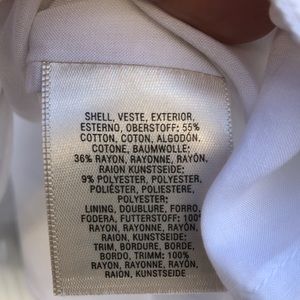 SHELL, VESTE, EXTERIOR,
ESTERNO, OBERSTOFF: 55%
COTTON, COTON, ALGODÓN,
COTONE, BAUMWOLLE;
36% RAYON, RAYONNE, RAYÓN,
RAION KUNSTSEIDE;
9% POLYESTER, POLYESTER,
POLIÉSTER, POLIESTERE,
POLYESTER;
LINING, DOUBLURE, FORRO,
FODERA, FUTTERSTOFF: 100%
RAYON, RAYONNE, RAYÓN,
RAION, KUNSTSEIDE;
TRIM, BORDURE, BORDE,
BORDO, TRIMM: 100%
RAYON, RAYONNE, RAYÓN,
RAION, KUNSTSEIDE